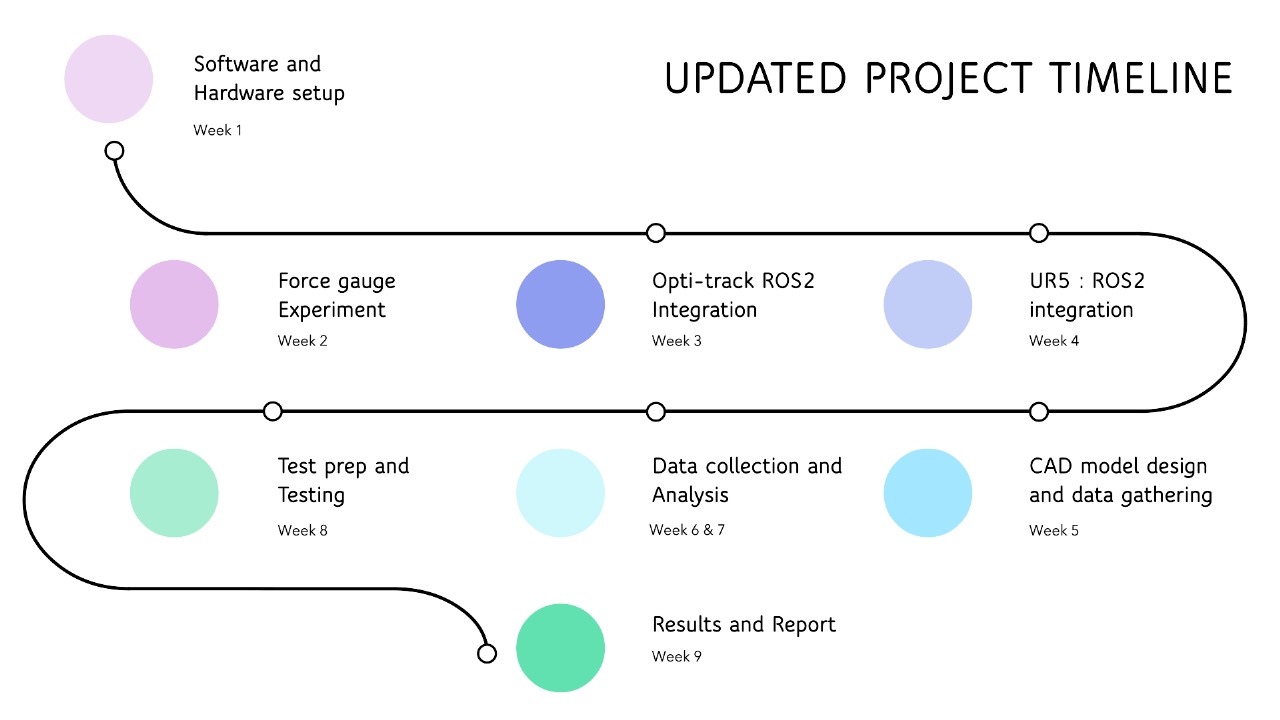 Software and
Hardware setup
Week 1
UPDATED PROJECT TIMELINE
Force gauge
Experiment
Week 2
Opti-track ROS2
Integration
Week 3
UR5 : ROS2
integration
Week 4
Test prep and
Testing
Week 8
Data collection and
Analysis
Week 6 & 7
CAD model design
and data gathering
Week 5
Results and Report
Week 9